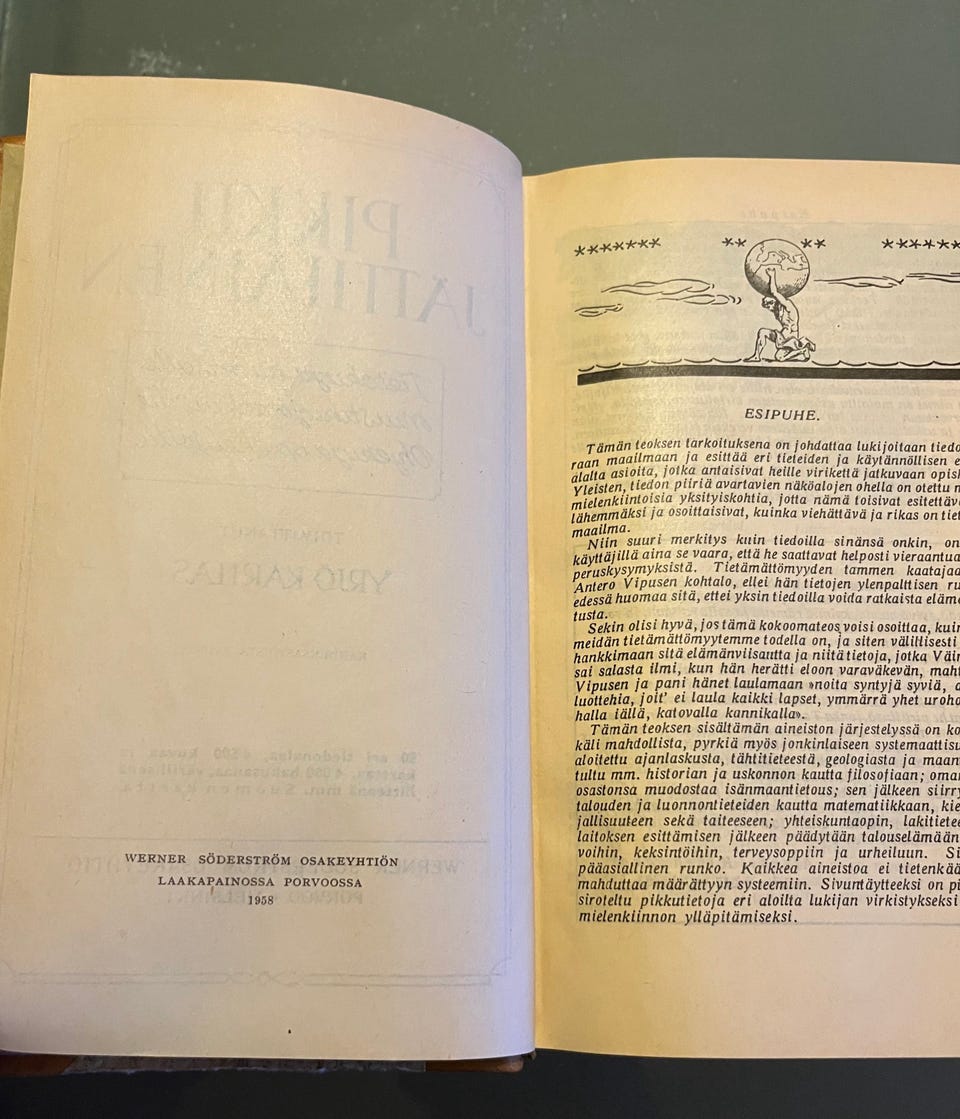 WERNER SÖDERSTRÖM OSAKEYHTIÖN
LAAKAPAINOSSA PORVOOSSA
1958
ESIPUHE.
Tämän teoksen tarkoituksena on johdattaa lukijoitaan tiedo
raan maailmaan ja esittää eri tieteiden ja käytännöllisen e
älalta asioita, jotka antaisivat heille virikettä jatkuvaan opisk
Yleisten, tiedon piiriä avartavien näköalojen ohella on otettu m
mielenkiintoisia yksityiskohtia, jotta nämä toisivat esitettävä
lähemmäksi ja osoittaisivat, kuinka viehättävä ja rikas on tiet
maailma.
Niin suuri merkitys kuin tiedoilla sinänsä onkin, on
käyttäjillä aina se vaara, että he saattavat helposti vieraantua
peruskysymyksistä. Tietämättömyyden tammen kaatajaa
Antero Vipusen kohtalo, ellei hän tietojen ylenpalttisen ru
edessä huomaa sitä, ettei yksin tiedoilla voida ratkaista eläme
tusta.
Sekin olisi hyvä, jos tämä kokoomateos voisi osoittaa, kuin
meidän tietämättömyytemme todella on, ja siten välillisesti
hankkimaan sitä elämänviisautta ja niitä tietoja, jotka Väin
sai salasta ilmi, kun hän herätti eloon varaväkevän, maht
Vipusen ja pani hänet laulamaan »noita syntyjä syviä, a
luottehia, joit' ei laula kaikki lapset, ymmärrä yhet uroho
halla iällä, katovalla kannikalla».
Tämän teoksen sisältämän aineiston järjestelyssä on ko
käli mahdollista, pyrkiä myös jonkinlaiseen systemaattisu
aloitettu ajanlaskusta, tähtitieteestä, geologiasta ja maan
tultu mm. historian ja uskonnon kautta filosofiaan; omar
osastonsa muodostaa isänmaantietous; sen jälkeen siirry
talouden ja luonnontieteiden kautta matematiikkaan, kie
jallisuuteen sekä taiteeseen; yhteiskuntaopin, lakitietee
laitoksen esittämisen jälkeen päädytään talouselämään
voihin, keksintöihin, terveysoppiin ja urheiluun. Si
pääasiallinen runko. Kaikkea aineistoa ei tietenkää
mahduttaa määrättyyn systeemiin. Sivuntäytteeksi on pi
siroteltu pikkutietoja eri aloilta lukijan virkistykseksi
mielenkiinnon ylläpitämiseksi.